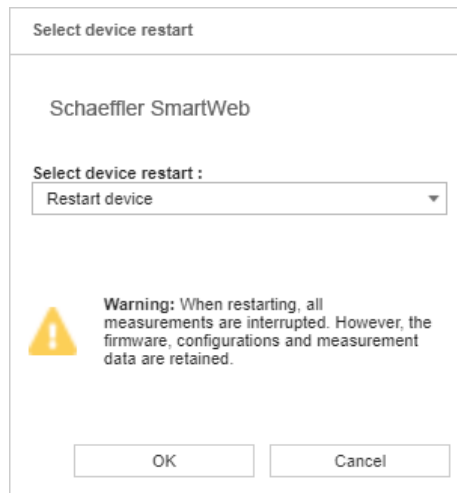 Select device restart
Schaeffler SmartWeb
Select device restart :
Restart device
Warning: When restarting, all
measurements are interrupted. However, the
firmware, configurations and measurement
data are retained.
OK
Cancel